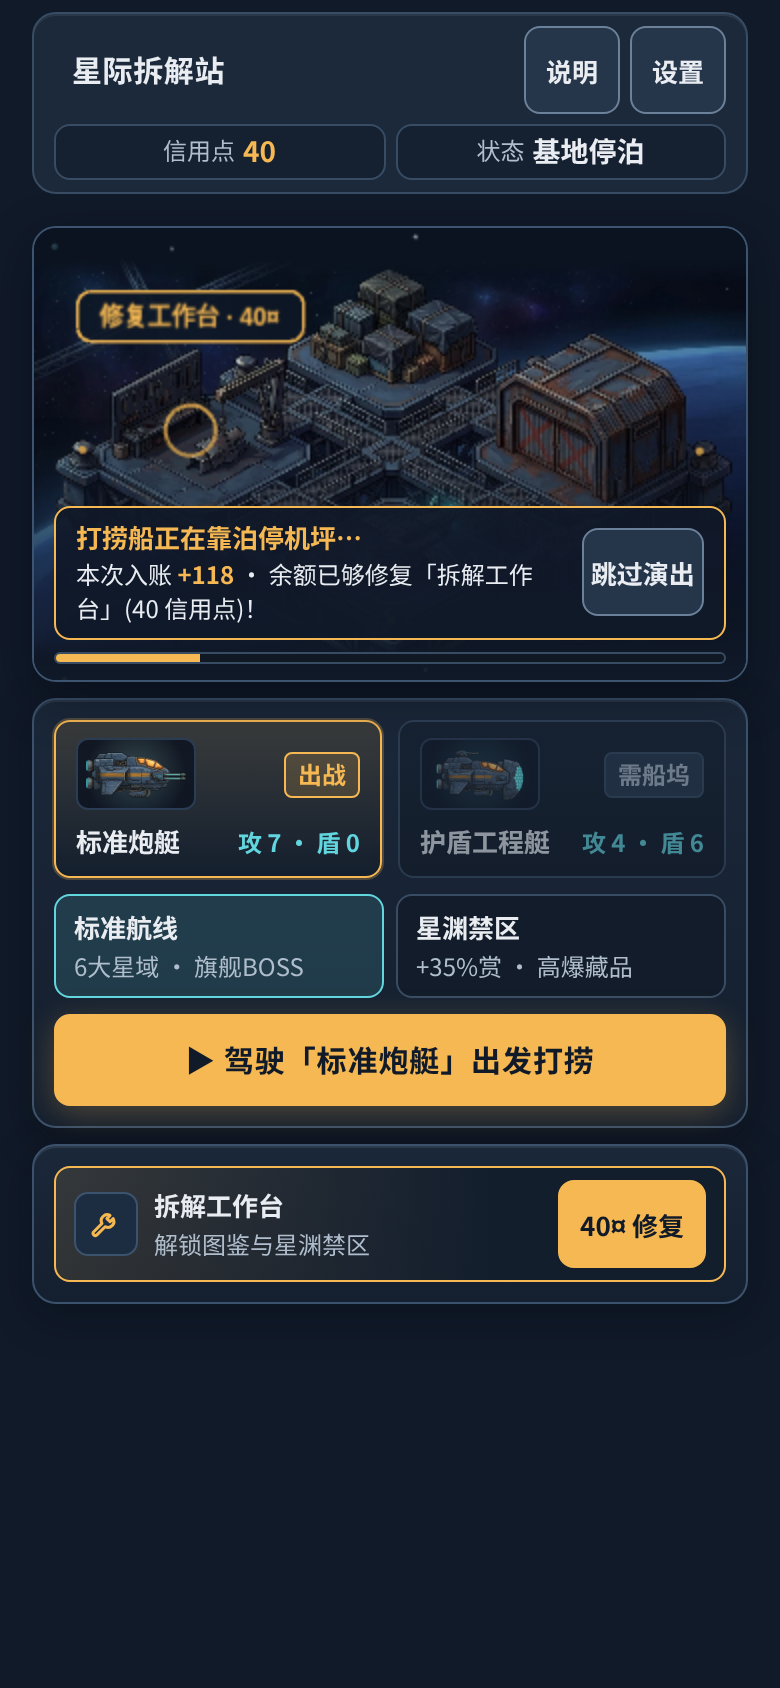 星际拆解站
说明
设置
信用点 40
状态 基地停泊
修复工作台 · 40¤
打捞船正在靠泊停机坪…
本次入账 +118 · 余额已够修复「拆解工作
台」(40 信用点)!
跳过演出
出战
标准炮艇
攻 7 · 盾 0
需船坞
护盾工程艇
攻 4 · 盾 6
标准航线
6大星域 · 旗舰BOSS
星渊禁区
+35%赏 · 高爆藏品
▶ 驾驶「标准炮艇」出发打捞
拆解工作台
解锁图鉴与星渊禁区
40¤ 修复